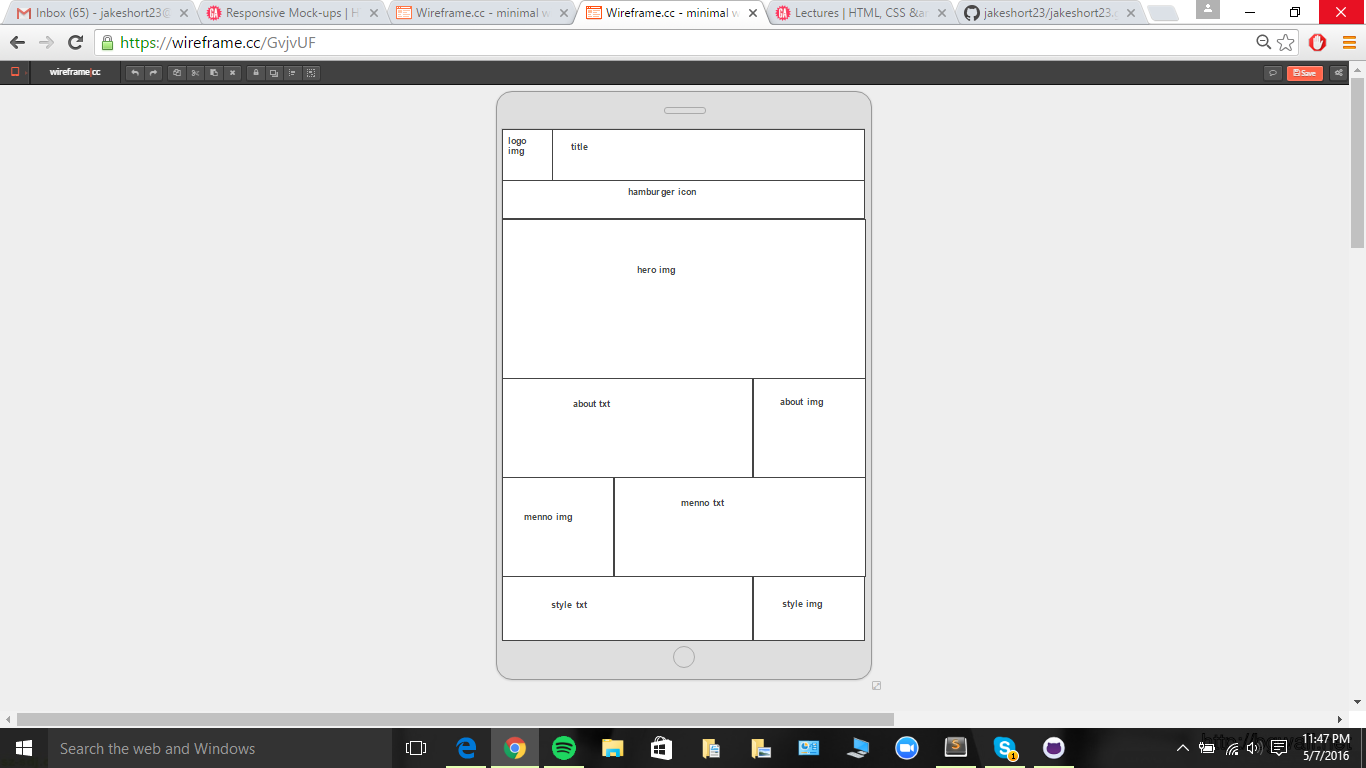 Inbox (65) - jakeshort23@
Responsive Mock-ups | H
Wireframe.cc - minimal w
Wireframe.cc - minimal w
Lectures | HTML, CSS &ar
jakeshort23/jakeshort23.g
https://wireframe.cc/GvjvUF
wireframe|cc
Save
logo
img
title
hamburger icon
hero img
about txt
about img
menno img
menno txt
style txt
style img
Search the web and Windows
S
1
11:47 PM
5/7/2016